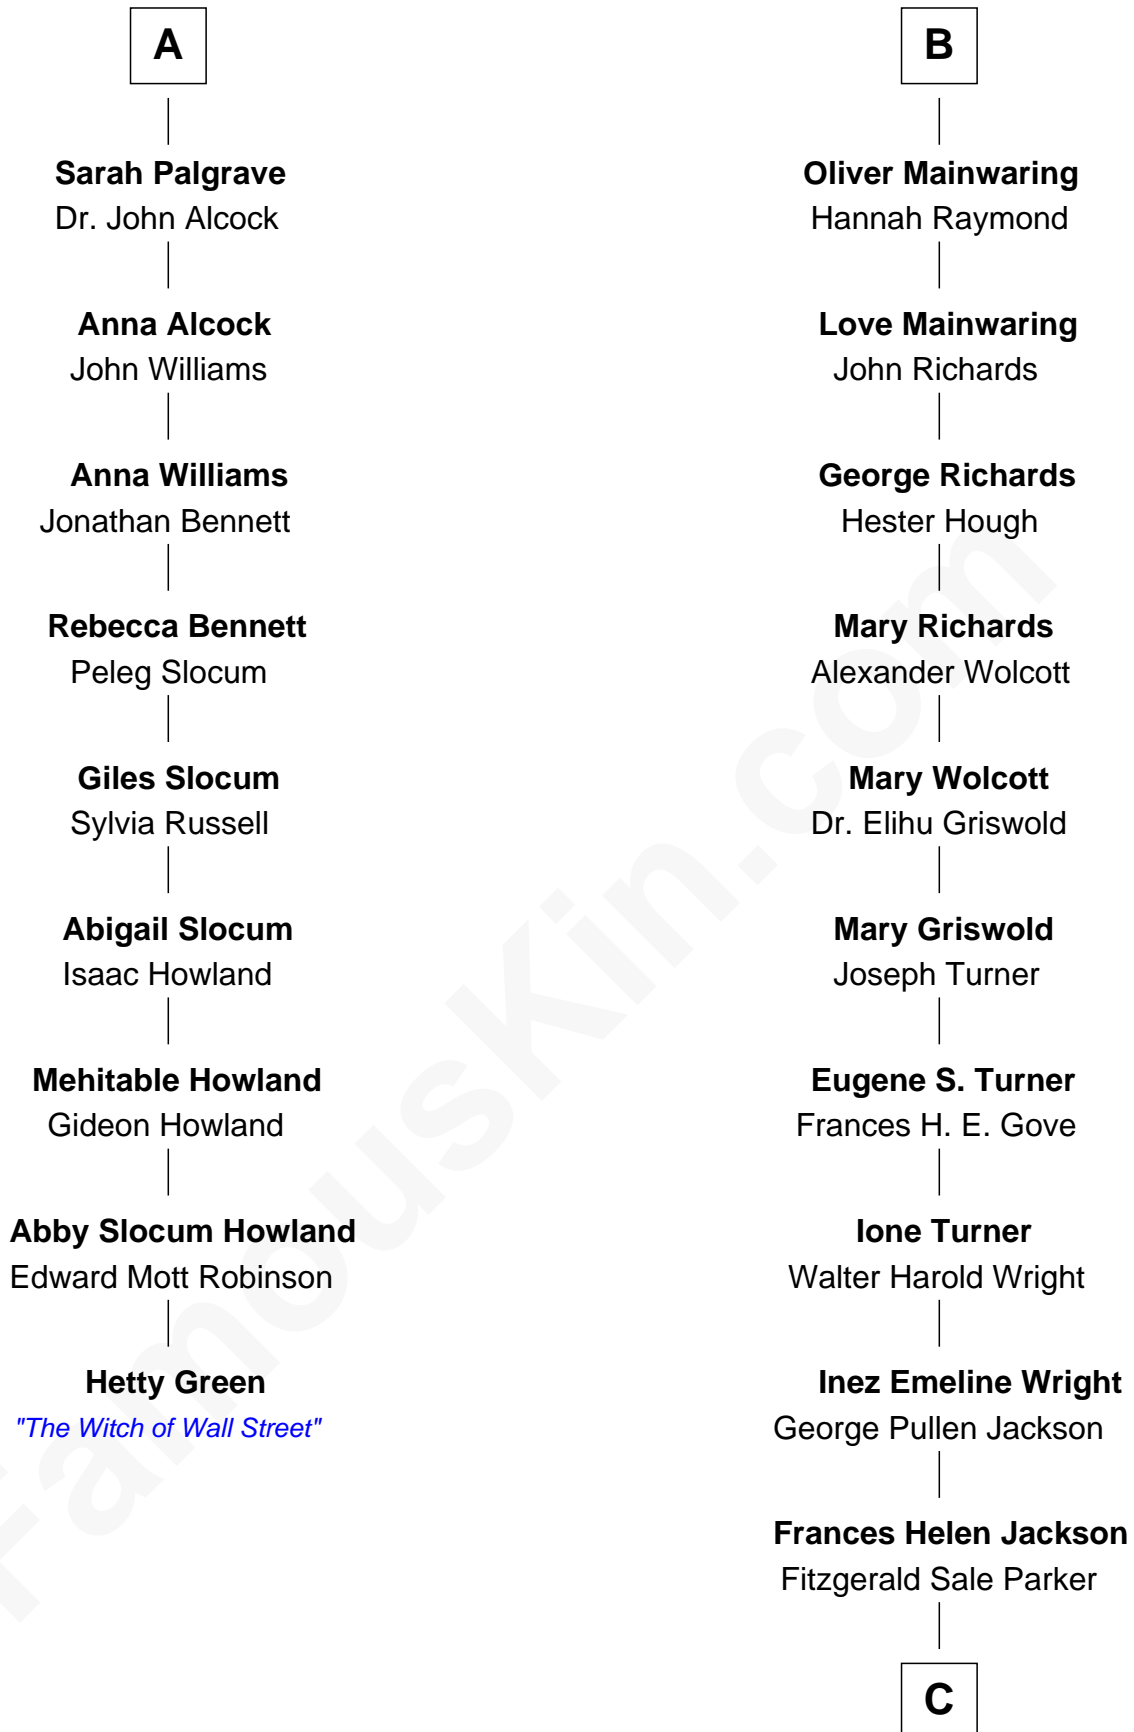 A
Sarah Palgrave
Dr. John Alcock
Anna Alcock
John Williams
Anna Williams
Jonathan Bennett
Rebecca Bennett
Peleg Slocum
Giles Slocum
Sylvia Russell
Abigail Slocum
Isaac Howland
Mehitable Howland
Gideon Howland
Abby Slocum Howland
Edward Mott Robinson
Hetty Green
"The Witch of Wall Street"
B
Oliver Mainwaring
Hannah Raymond
Love Mainwaring
John Richards
George Richards
Hester Hough
Mary Richards
Alexander Wolcott
Mary Wolcott
Dr. Elihu Griswold
Mary Griswold
Joseph Turner
Eugene S. Turner
Frances H. E. Gove
Ione Turner
Walter Harold Wright
Inez Emeline Wright
George Pullen Jackson
Frances Helen Jackson
Fitzgerald Sale Parker
C
FamousKin.com